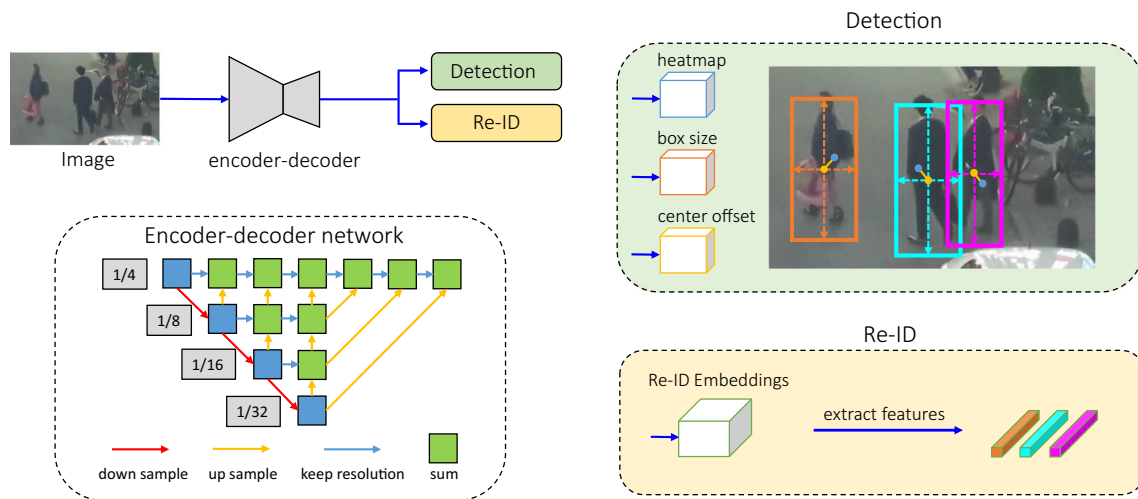 Image
encoder-decoder
Detection
Re-ID
Encoder-decoder network
1/4
1/8
1/16
1/32
down sample
up sample
keep resolution
sum
Detection
heatmap
box size
center offset
Re-ID
Re-ID Embeddings
extract features